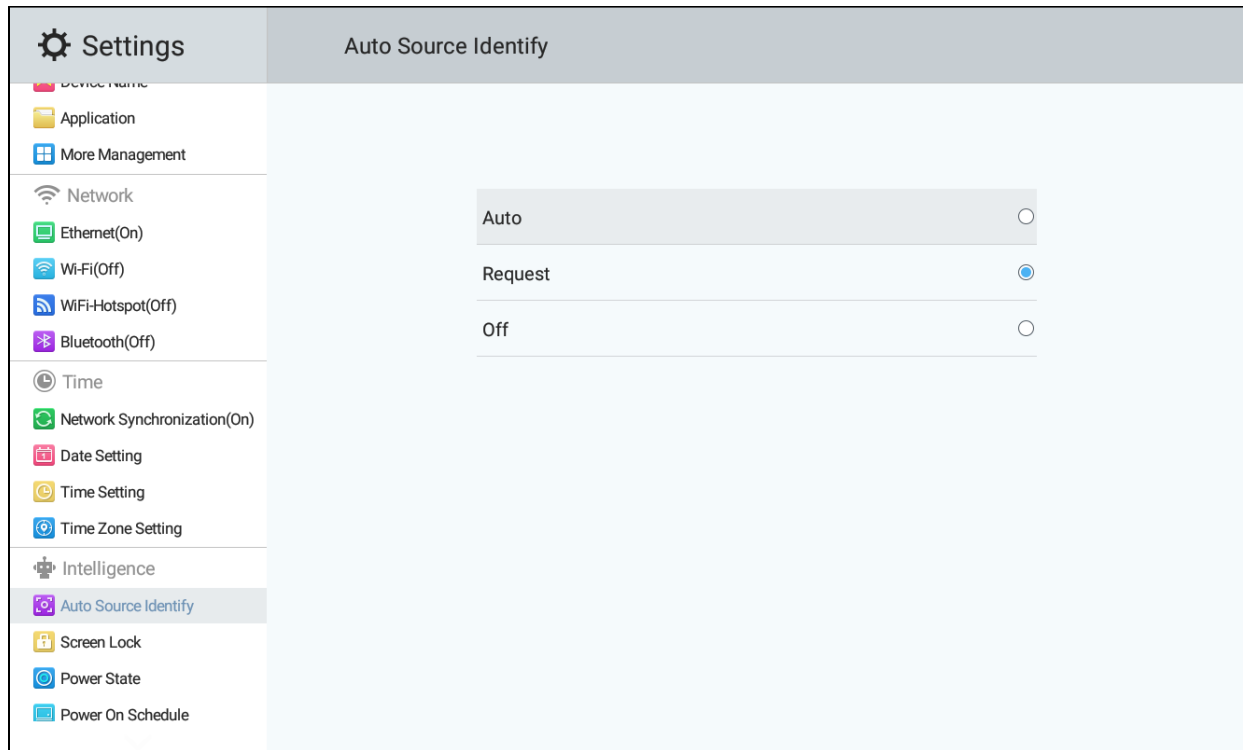 Settings
Auto Source Identify
Device Name
Application
More Management
Network
Ethernet(On)
Wi-Fi(Off)
WiFi-Hotspot(Off)
Bluetooth(Off)
Time
Network Synchronization(On)
Date Setting
Time Setting
Time Zone Setting
Intelligence
Auto Source Identify
Screen Lock
Power State
Power On Schedule
Auto
Request
Off